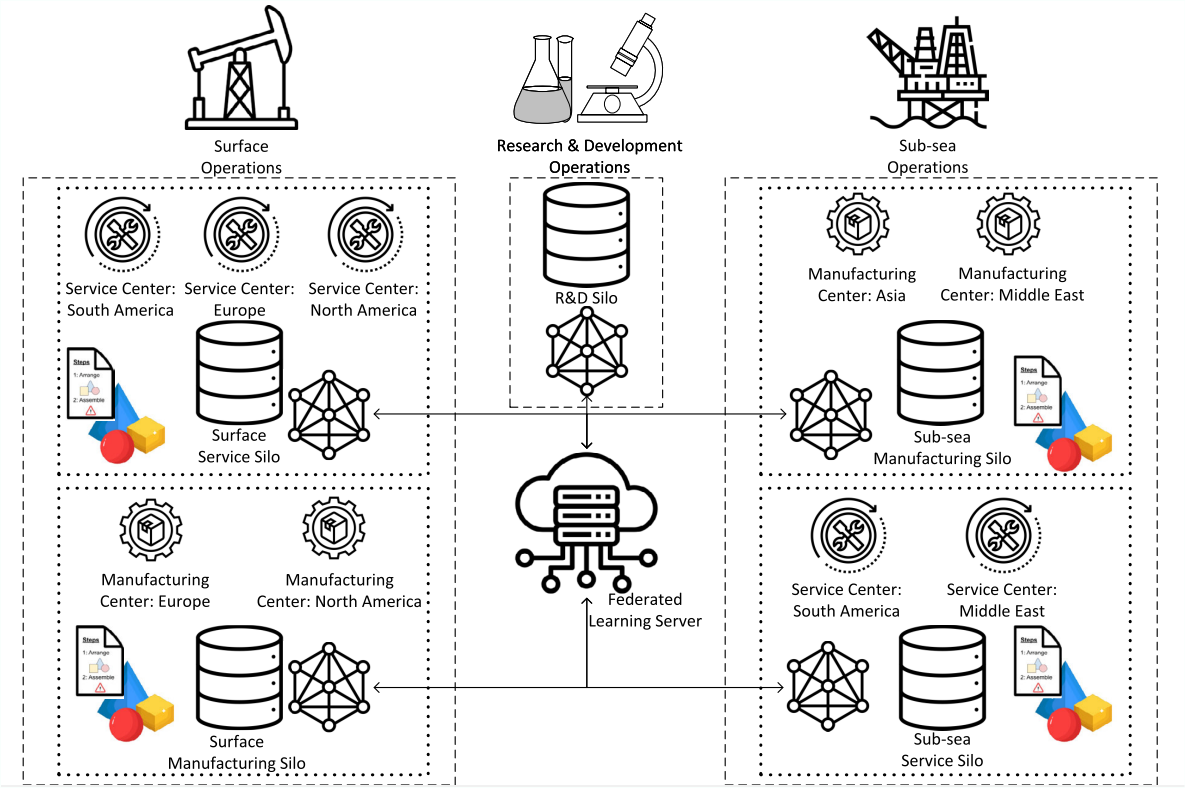 Surface
Operations
Research & Development
Operations
Sub-sea
Operations
Service Center:
South America
Service Center:
Europe
Service Center:
North America
Steps
1: Arrange
2: Assemble
Surface
Service Silo
R&D Silo
Manufacturing
Center: Asia
Manufacturing
Center: Middle East
Sub-sea
Manufacturing Silo
Steps
1: Arrange
2: Assemble
Manufacturing
Center: Europe
Manufacturing
Center: North America
Steps
1: Arrange
2: Assemble
Surface
Manufacturing Silo
Federated
Learning Server
Service Center:
South America
Service Center:
Middle East
Sub-sea
Service Silo
Steps
1: Arrange
2: Assemble